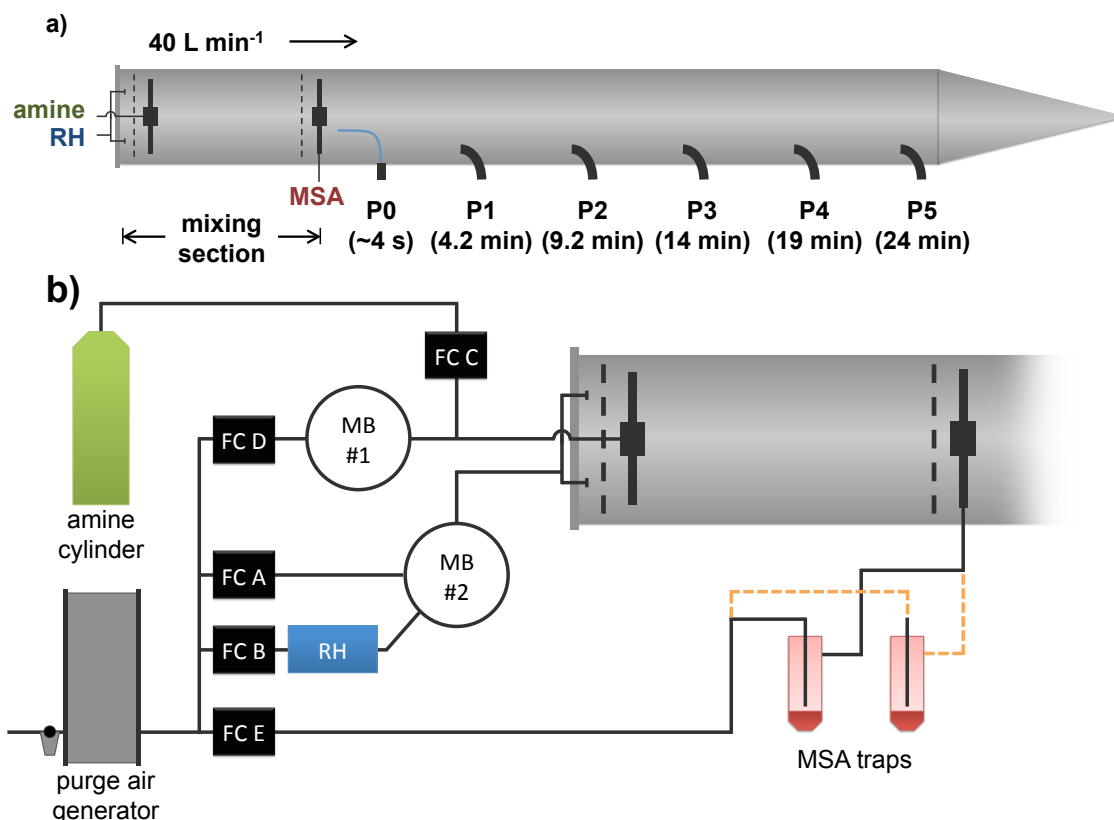 a)
40 L min⁻¹
amine
RH
MSA
mixing
section
P0
(~4 s)
P1
(4.2 min)
P2
(9.2 min)
P3
(14 min)
P4
(19 min)
P5
(24 min)
b)
FC C
FC D
MB
#1
amine
cylinder
FC A
MB
#2
FC B
RH
FC E
MSA traps
purge air
generator